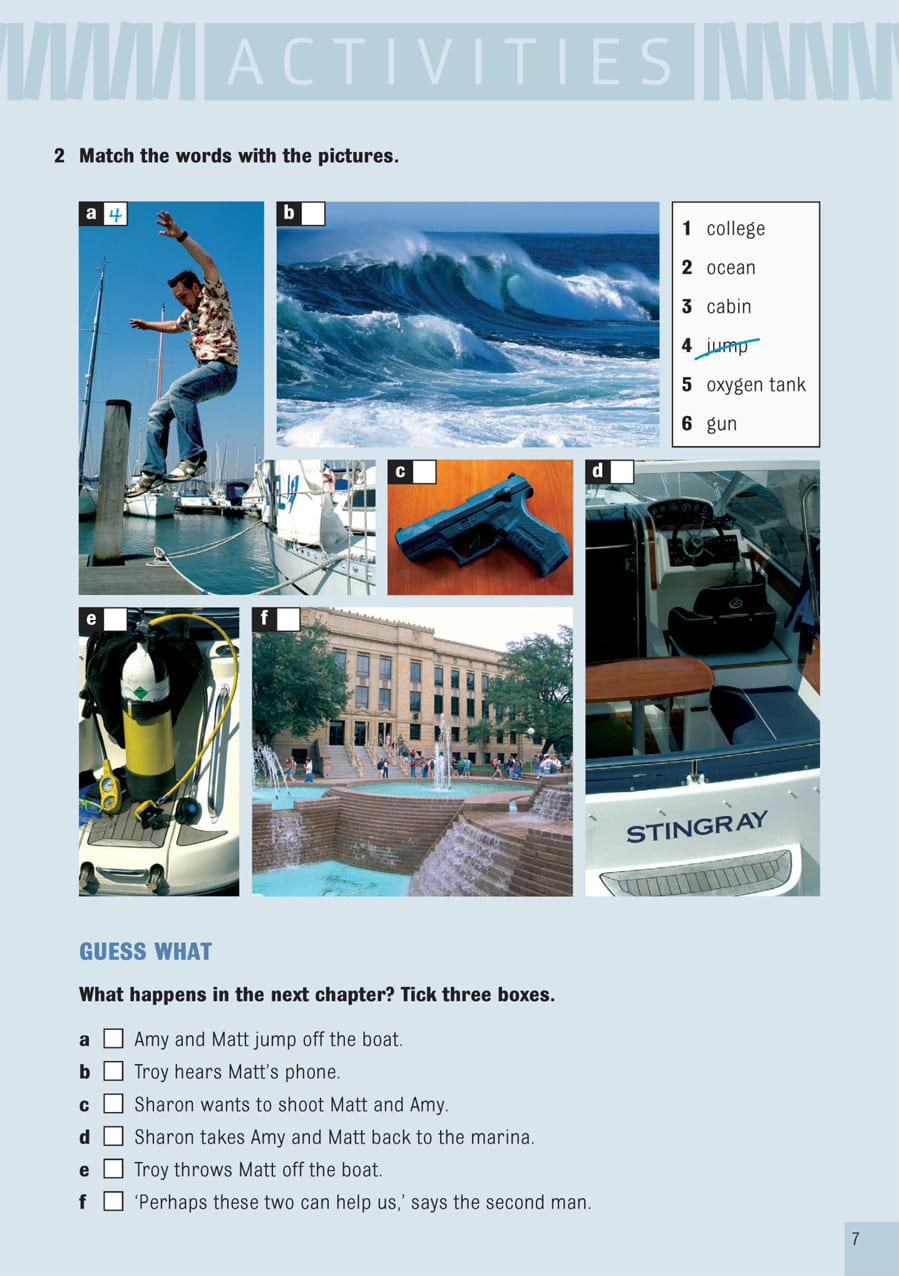 ACTIVITIES
2 Match the words with the pictures.
a 4
b
1 college
2 ocean
3 cabin
4 jump
5 oxygen tank
6 gun
c
d
e
f
STINGRAY
GUESS WHAT
What happens in the next chapter? Tick three boxes.
a Amy and Matt jump off the boat.
b Troy hears Matt’s phone.
c Sharon wants to shoot Matt and Amy.
d Sharon takes Amy and Matt back to the marina.
e Troy throws Matt off the boat.
f ‘Perhaps these two can help us,’ says the second man.
7